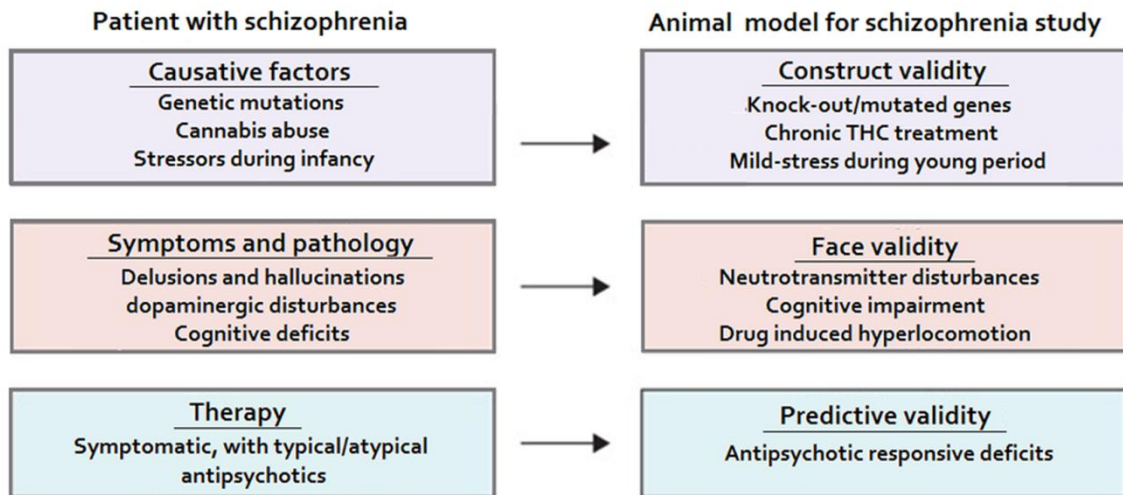 Patient with schizophrenia
Animal model for schizophrenia study
Causative factors
Genetic mutations
Cannabis abuse
Stressors during infancy
Construct validity
Knock-out/mutated genes
Chronic THC treatment
Mild-stress during young period
Symptoms and pathology
Delusions and hallucinations
dopaminergic disturbances
Cognitive deficits
Face validity
Neutrotransmitter disturbances
Cognitive impairment
Drug induced hyperlocomotion
Therapy
Symptomatic, with typical/atypical
antipsychotics
Predictive validity
Antipsychotic responsive deficits